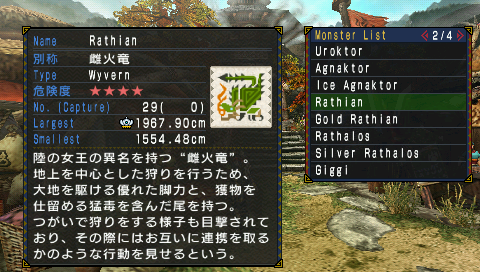 Name Rathian
別称 雌火竜
Type Wyvern
危険度 ★★★★
No. (Capture) 29( 0)
Largest 1967.90cm
Smallest 1554.48cm
陸の女王の異名を持つ“雌火竜”。
地上を中心とした狩りを行うため、
大地を駆ける優れた脚力と、獲物を
仕留める猛毒を含んだ尾を持つ。
つがいで狩りをする様子も目撃されて
おり、その際にはお互いに連携を取る
かのような行動を見せるという。
Monster List 2/4
Uroktor
Agnaktor
Ice Agnaktor
Rathian
Gold Rathian
Rathalos
Silver Rathalos
Giggi